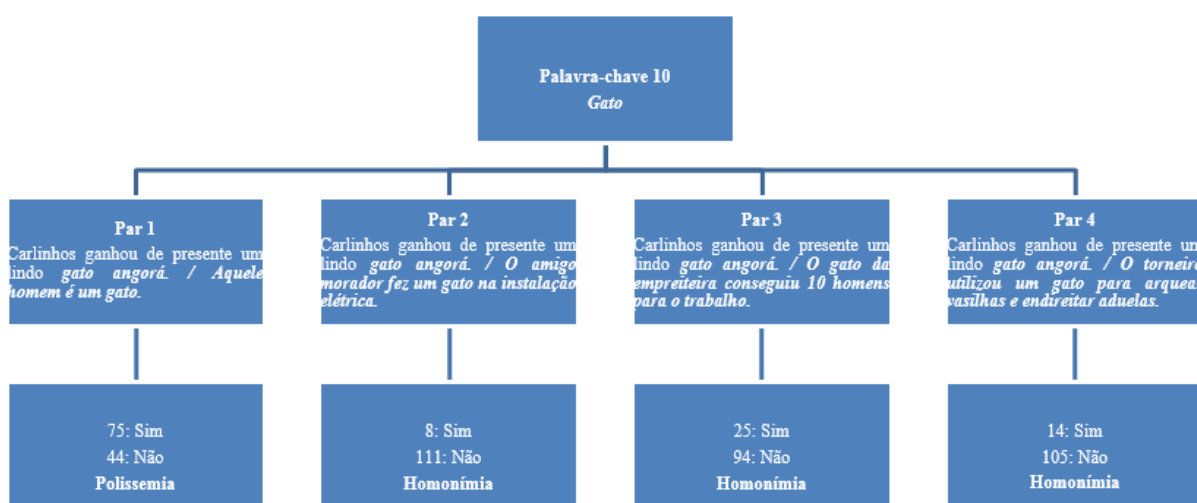 Palavra-chave 10
Gato
Par 1
Carlinhos ganhou de presente um
lindo gato angorá. / Aquele
homem é um gato.
Par 2
Carlinhos ganhou de presente um
lindo gato angorá. / O amigo
morador fez um gato na instalação
elétrica.
Par 3
Carlinhos ganhou de presente um
lindo gato angorá. / O gato da
empreiteira conseguiu 10 homens
para o trabalho.
Par 4
Carlinhos ganhou de presente um
lindo gato angorá. / O torneiro
utilizou um gato para arquear
vasilhas e endireitar aduelas.
75: Sim
44: Não
Polissemia
8: Sim
111: Não
Homonímia
25: Sim
94: Não
Homonímia
14: Sim
105: Não
Homonímia